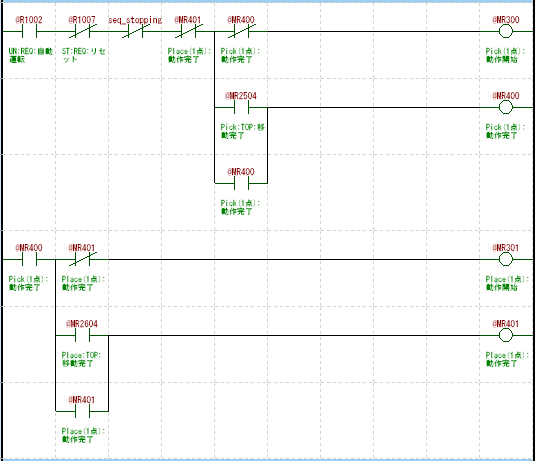 @R1002 @R1007 seq_stopping @MR401 @MR400 @MR300
UN:REQ:自動運転 ST:REQ:リセット Place(1点):動作完了 Pick(1点):動作完了 Pick(1点):動作開始
@MR2504 @MR400
Pick:TOP:移動完了 Pick(1点):動作完了
@MR400
Pick(1点):動作完了
@MR400 @MR401 @MR301
Pick(1点):動作完了 Place(1点):動作完了 Place(1点):動作開始
@MR2604 @MR401
Place:TOP:移動完了 Place(1点):動作完了
@MR401
Place(1点):動作完了